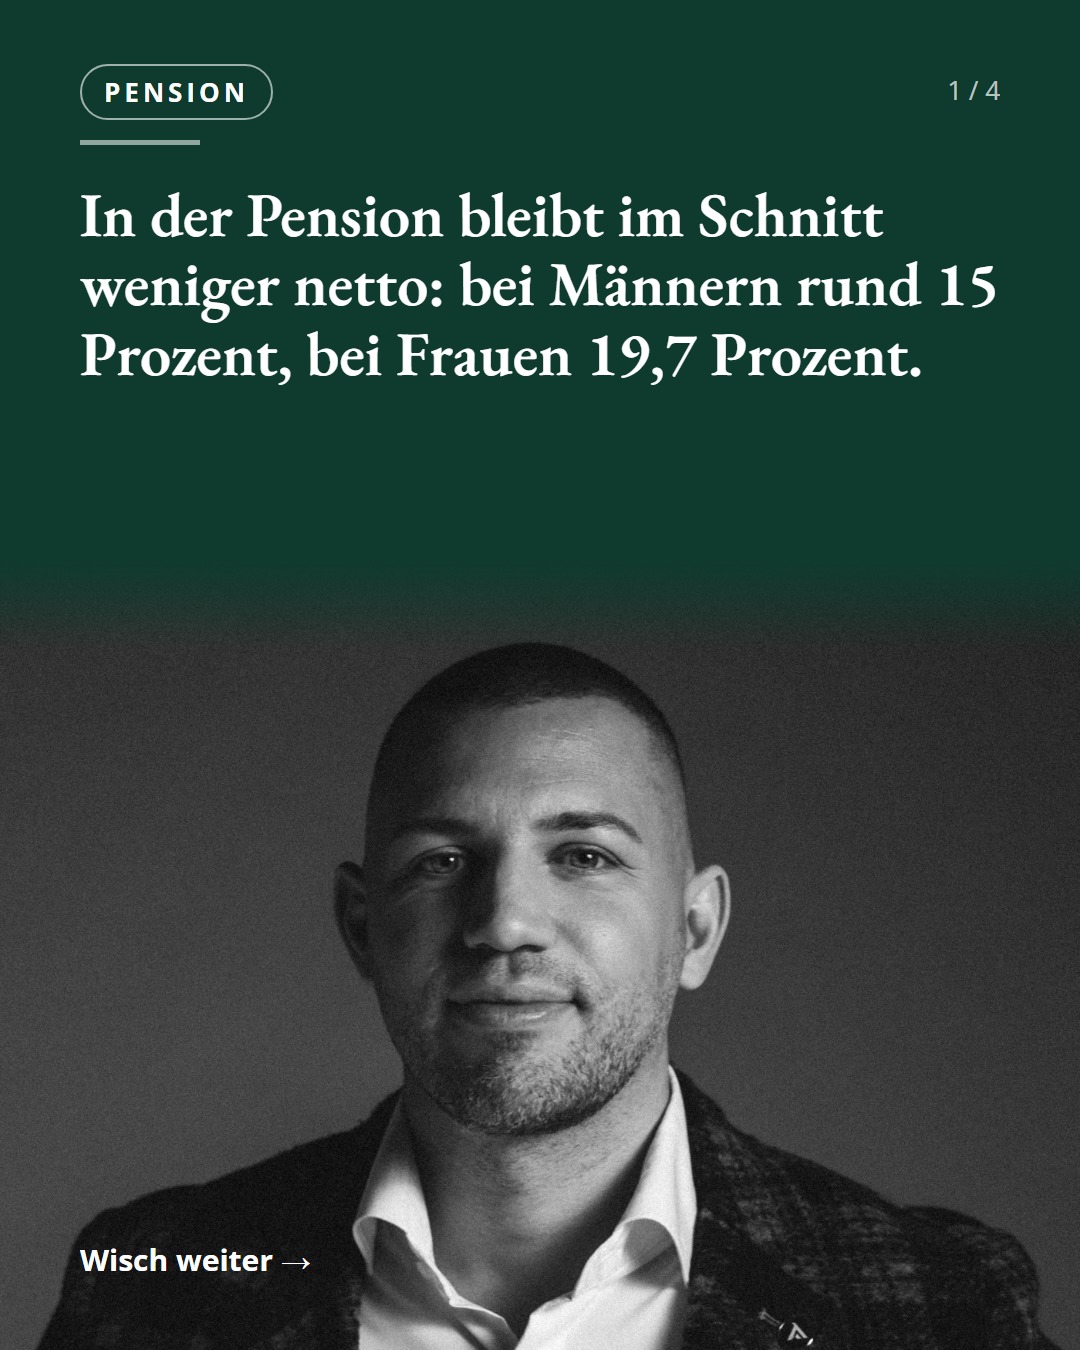 PENSION
1 / 4
In der Pension bleibt im Schnitt
weniger netto: bei Männern rund 15
Prozent, bei Frauen 19,7 Prozent.
Wisch weiter →